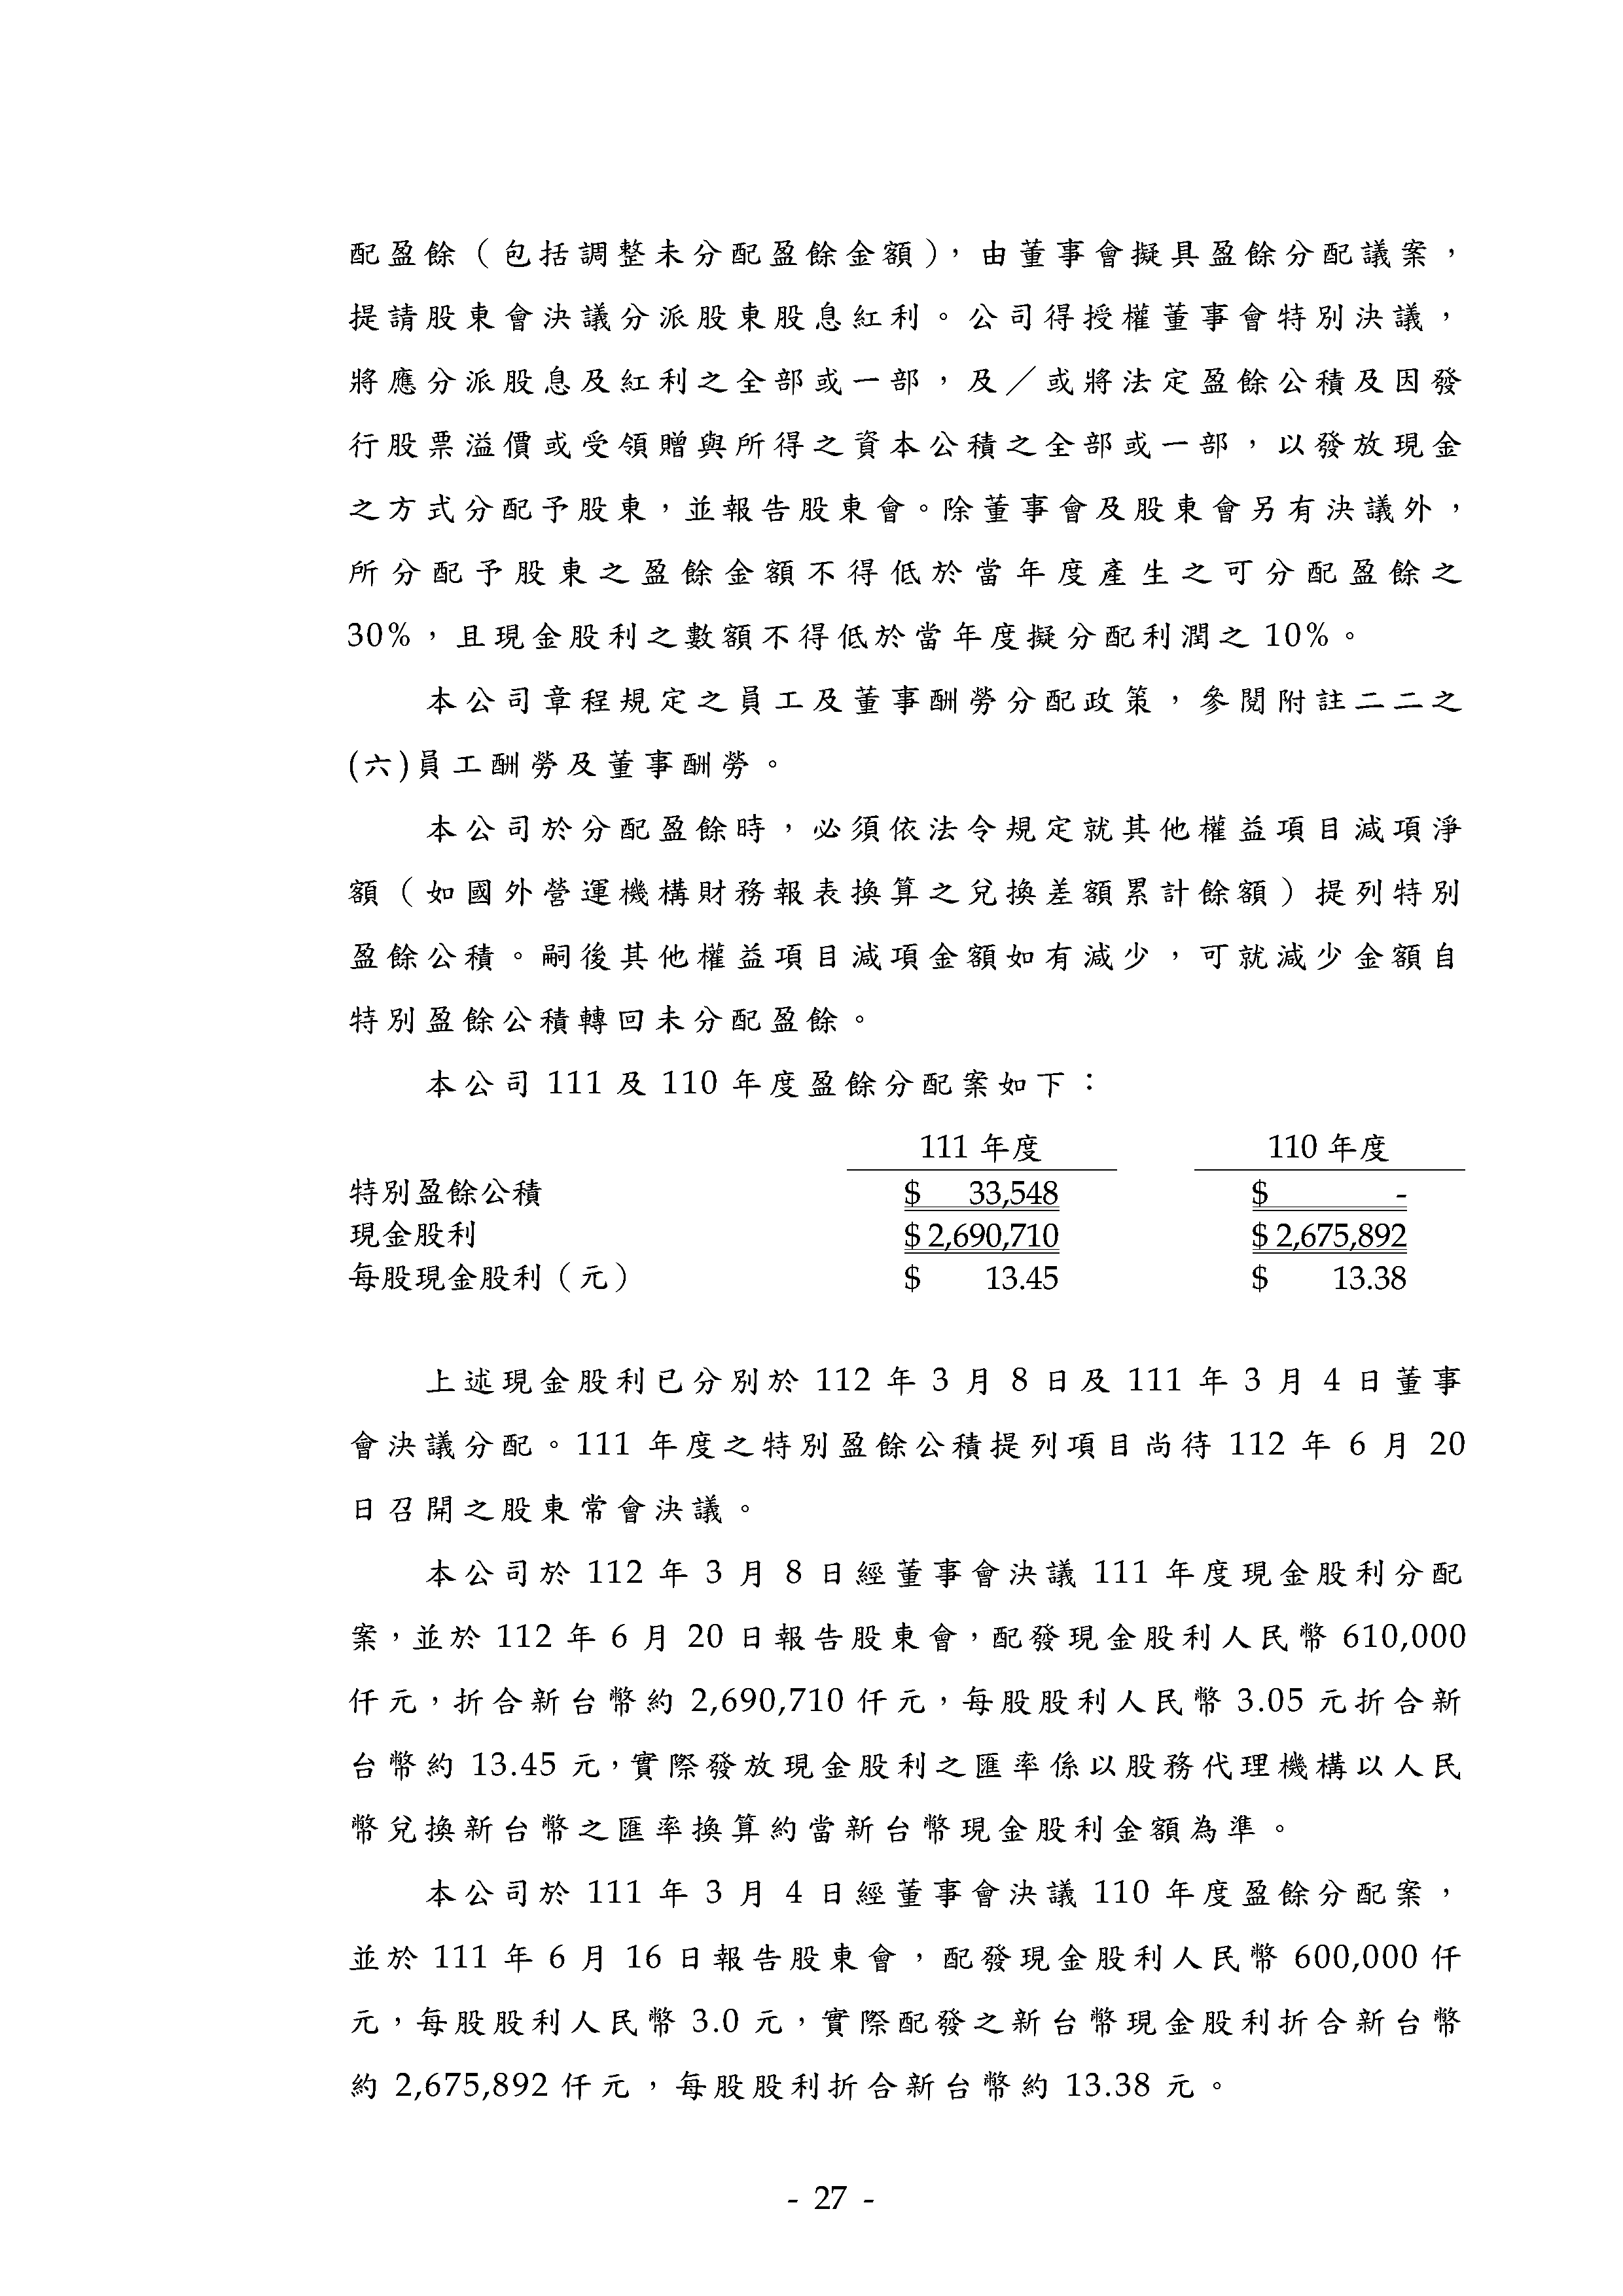 配盈餘（包括調整未分配盈餘金額），由董事會擬具盈餘分配議案，
提請股東會決議分派股東股息紅利。公司得授權董事會特別決議，
將應分派股息及紅利之全部或一部，及／或將法定盈餘公積及因發
行股票溢價或受領贈與所得之資本公積之全部或一部，以發放現金
之方式分配予股東，並報告股東會。除董事會及股東會另有決議外，
所分配予股東之盈餘金額不得低於當年度產生之可分配盈餘之
30%，且現金股利之數額不得低於當年度擬分配利潤之 10%。
本公司章程規定之員工及董事酬勞分配政策，參閱附註二二之
(六)員工酬勞及董事酬勞。
本公司於分配盈餘時，必須依法令規定就其他權益項目減項淨
額（如國外營運機構財務報表換算之兌換差額累計餘額）提列特別
盈餘公積。嗣後其他權益項目減項金額如有減少，可就減少金額自
特別盈餘公積轉回未分配盈餘。
本公司 111 及 110 年度盈餘分配案如下：
111 年度 110 年度
特別盈餘公積 $ 33,548 $ -
現金股利 $ 2,690,710 $ 2,675,892
每股現金股利（元） $ 13.45 $ 13.38
上述現金股利已分別於 112 年 3 月 8 日及 111 年 3 月 4 日董事
會決議分配。111 年度之特別盈餘公積提列項目尚待 112 年 6 月 20
日召開之股東常會決議。
本公司於 112 年 3 月 8 日經董事會決議 111 年度現金股利分配
案，並於 112 年 6 月 20 日報告股東會，配發現金股利人民幣 610,000
仟元，折合新台幣約 2,690,710 仟元，每股股利人民幣 3.05 元折合新
台幣約 13.45 元，實際發放現金股利之匯率係以股務代理機構以人民
幣兌換新台幣之匯率換算約當新台幣現金股利金額為準。
本公司於 111 年 3 月 4 日經董事會決議 110 年度盈餘分配案，
並於 111 年 6 月 16 日報告股東會，配發現金股利人民幣 600,000 仟
元，每股股利人民幣 3.0 元，實際配發之新台幣現金股利折合新台幣
約 2,675,892 仟元，每股股利折合新台幣約 13.38 元。
- 27 -